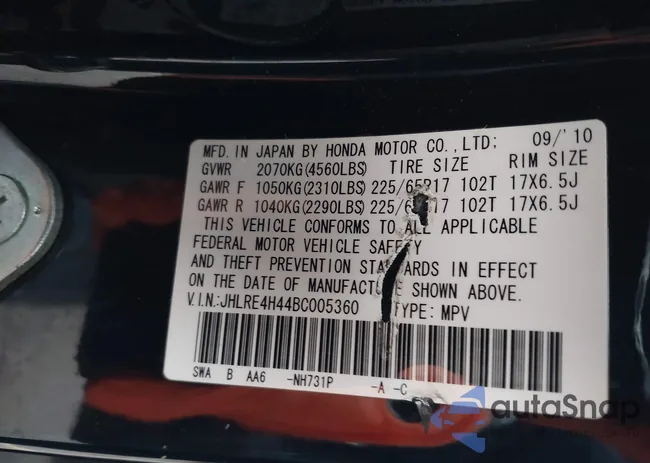 MFD. IN JAPAN BY HONDA MOTOR CO.,LTD: 09/'10
GVWR 2070KG(4560LBS) TIRE SIZE RIM SIZE
GAWR F 1050KG(2310LBS) 225/65R17 102T 17X6.5J
GAWR R 1040KG(2290LBS) 225/6 17 102T 17X6.5J
THIS VEHICLE CONFORMS TO ALL APPLICABLE
FEDERAL MOTOR VEHICLE SAFETY
AND THEFT PREVENTION STANDARDS IN EFFECT
ON THE DATE OF MANUFACTURE SHOWN ABOVE.
V.I.N.:JHLRE4H44BC005360 TYPE: MPV
SWA B AA6 -NH731P -A -C
autoSnap